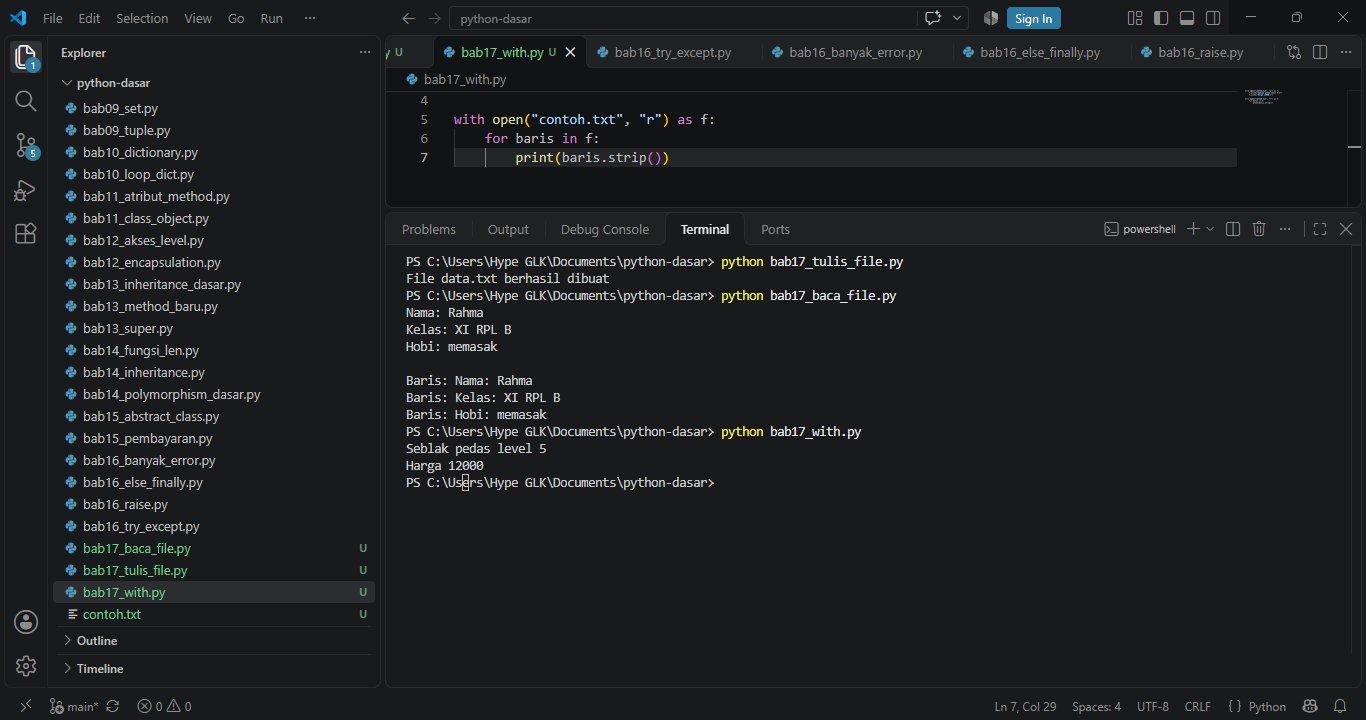 File Edit Selection View Go Run ··· python-dasar Sign In
Explorer ···
1
5
python-dasar
bab09_set.py
bab09_tuple.py
bab10_dictionary.py
bab10_loop_dict.py
bab11_atribut_method.py
bab11_class_object.py
bab12_akses_level.py
bab12_encapsulation.py
bab13_inheritance_dasar.py
bab13_method_baru.py
bab13_super.py
bab14_fungsi_len.py
bab14_inheritance.py
bab14_polymorphism_dasar.py
bab15_abstract_class.py
bab15_pembayaran.py
bab16_banyak_error.py
bab16_else_finally.py
bab16_raise.py
bab16_try_except.py
bab17_baca_file.py U
bab17_tulis_file.py U
bab17_with.py U
contoh.txt U
Outline
Timeline
y U bab17_with.py U bab16_try_except.py bab16_banyak_error.py bab16_else_finally.py bab16_raise.py ···
bab17_with.py
4
5 with open("contoh.txt", "r") as f:
6 for baris in f:
7 print(baris.strip())
Problems Output Debug Console Terminal Ports powershell ···
PS C:\Users\Hype GLK\Documents\python-dasar> python bab17_tulis_file.py
File data.txt berhasil dibuat
PS C:\Users\Hype GLK\Documents\python-dasar> python bab17_baca_file.py
Nama: Rahma
Kelas: XI RPL B
Hobi: memasak
Baris: Nama: Rahma
Baris: Kelas: XI RPL B
Baris: Hobi: memasak
PS C:\Users\Hype GLK\Documents\python-dasar> python bab17_with.py
Seblak pedas level 5
Harga 12000
PS C:\Users\Hype GLK\Documents\python-dasar>
main* 0 0 Ln 7, Col 29 Spaces: 4 UTF-8 CRLF { } Python